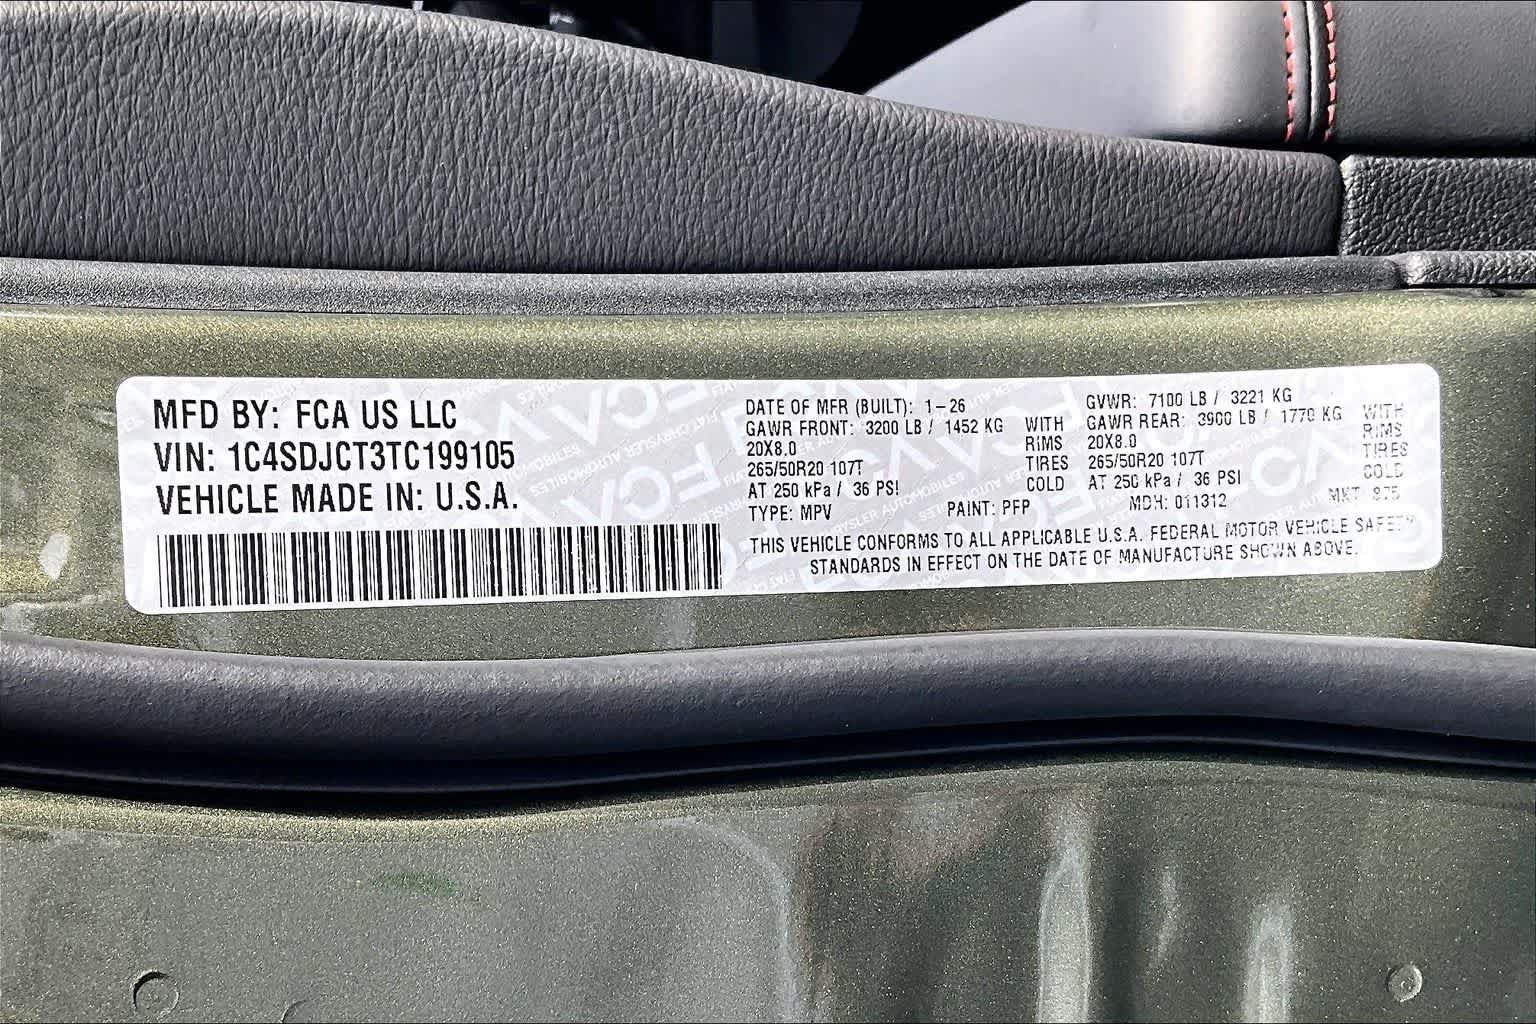 MFD BY: FCA US LLC
VIN: 1C4SDJCT3TC199105
VEHICLE MADE IN: U.S.A.
DATE OF MFR (BUILT): 1-26
GAWR FRONT: 3200 LB / 1452 KG WITH
20X8.0 RIMS
265/50R20 107T TIRES
AT 250 kPa / 36 PSI COLD
GVWR: 7100 LB / 3221 KG
GAWR REAR: 3900 LB / 1770 KG WITH
20X8.0 RIMS
265/50R20 107T TIRES
AT 250 kPa / 36 PSI COLD
TYPE: MPV PAINT: PFP MDH: 011312 MKT: 875
THIS VEHICLE CONFORMS TO ALL APPLICABLE U.S.A. FEDERAL MOTOR VEHICLE SAFETY
STANDARDS IN EFFECT ON THE DATE OF MANUFACTURE SHOWN ABOVE.